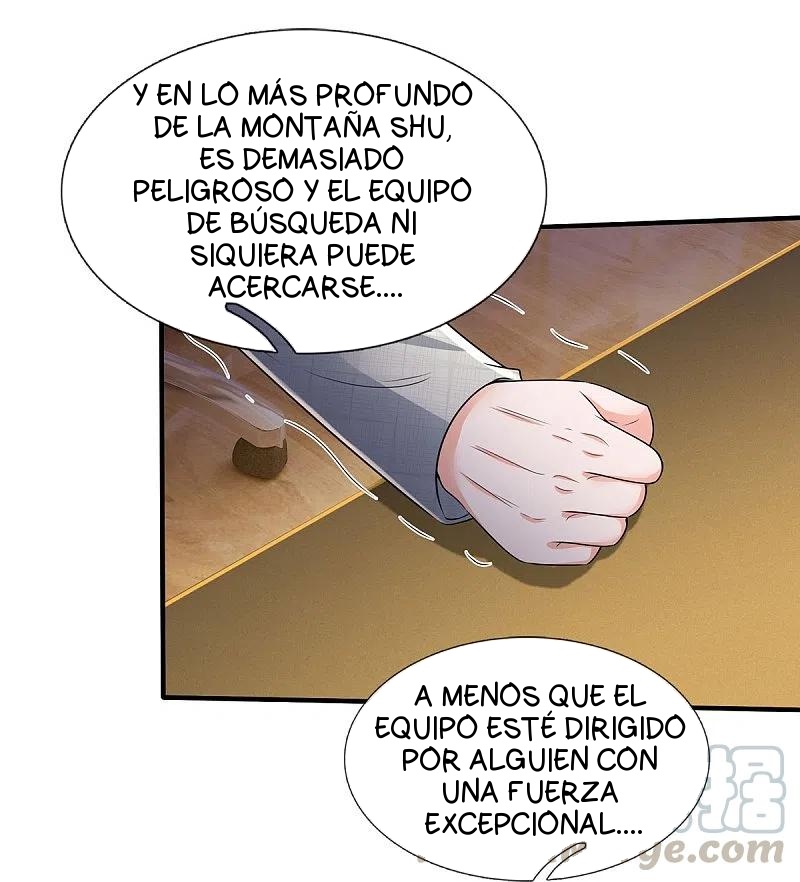 Y EN LO MÁS PROFUNDO
DE LA MONTAÑA SHU,
ES DEMASIADO
PELIGROSO Y EL EQUIPO
DE BÚSQUEDA NI
SIQUIERA PUEDE
ACERCARSE....
A MENOS QUE EL
EQUIPO ESTÉ DIRIGIDO
POR ALGUIEN CON
UNA FUERZA
EXCEPCIONAL....
ge.com